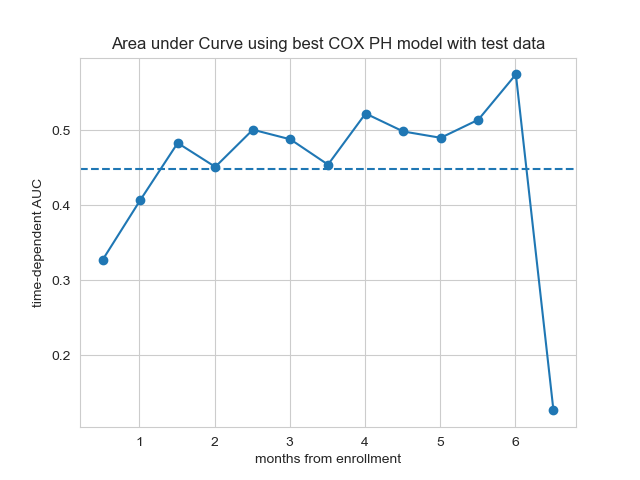 Area under Curve using best COX PH model with test data
time-dependent AUC
0.5
0.4
0.3
0.2
1 2 3 4 5 6
months from enrollment